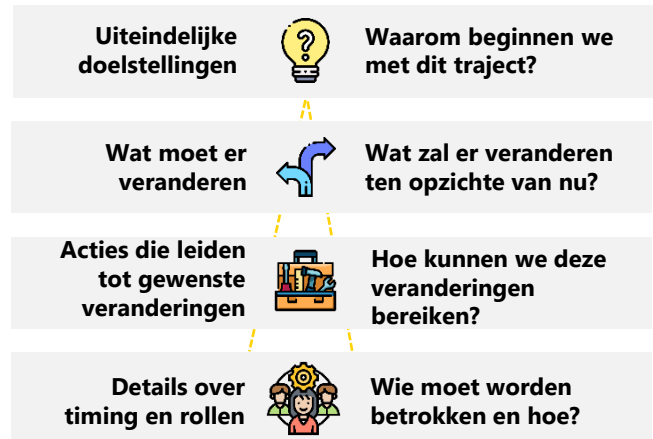 Uiteindelijke
doelstellingen
Waarom beginnen we
met dit traject?
Wat moet er
veranderen
Wat zal er veranderen
ten opzichte van nu?
Acties die leiden
tot gewenste
veranderingen
Hoe kunnen we deze
veranderingen
bereiken?
Details over
timing en rollen
Wie moet worden
betrokken en hoe?